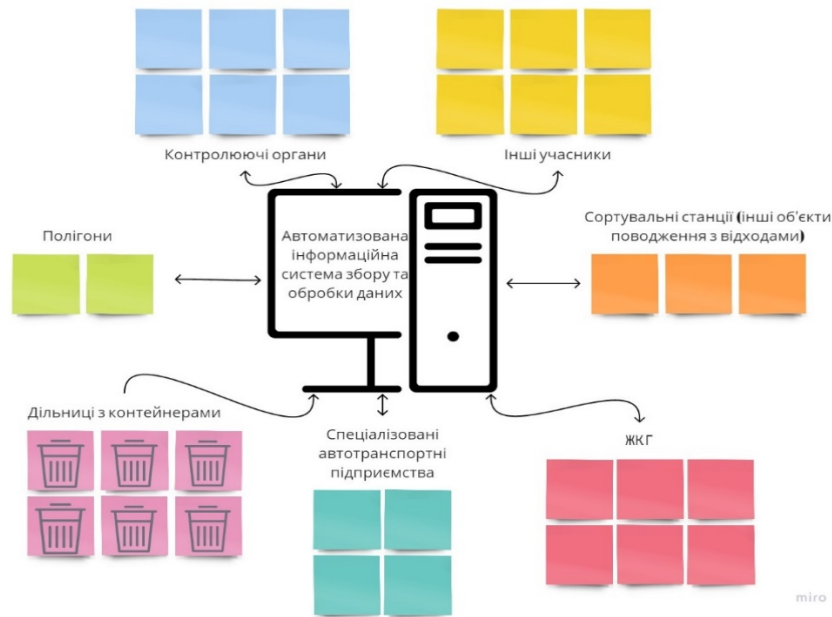 Контролюючі органи
Інші учасники
Полігони
Автоматизована
інформаційна
система збору та
обробки даних
Сортувальні станції (інші об'єкти
поводження з відходами)
Дільниці з контейнерами
Спеціалізовані
автотранспортні
підприємства
ЖКГ
miro